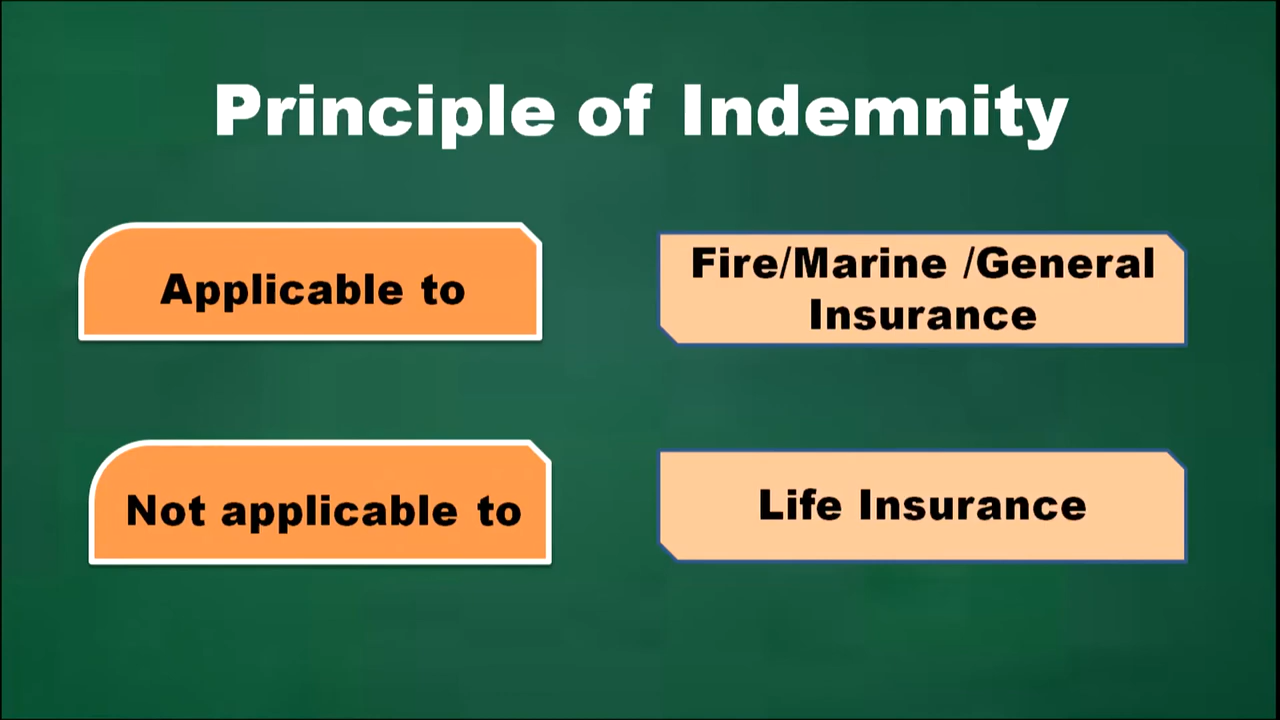 Principle of Indemnity
Applicable to
Fire/Marine /General
Insurance
Not applicable to
Life Insurance